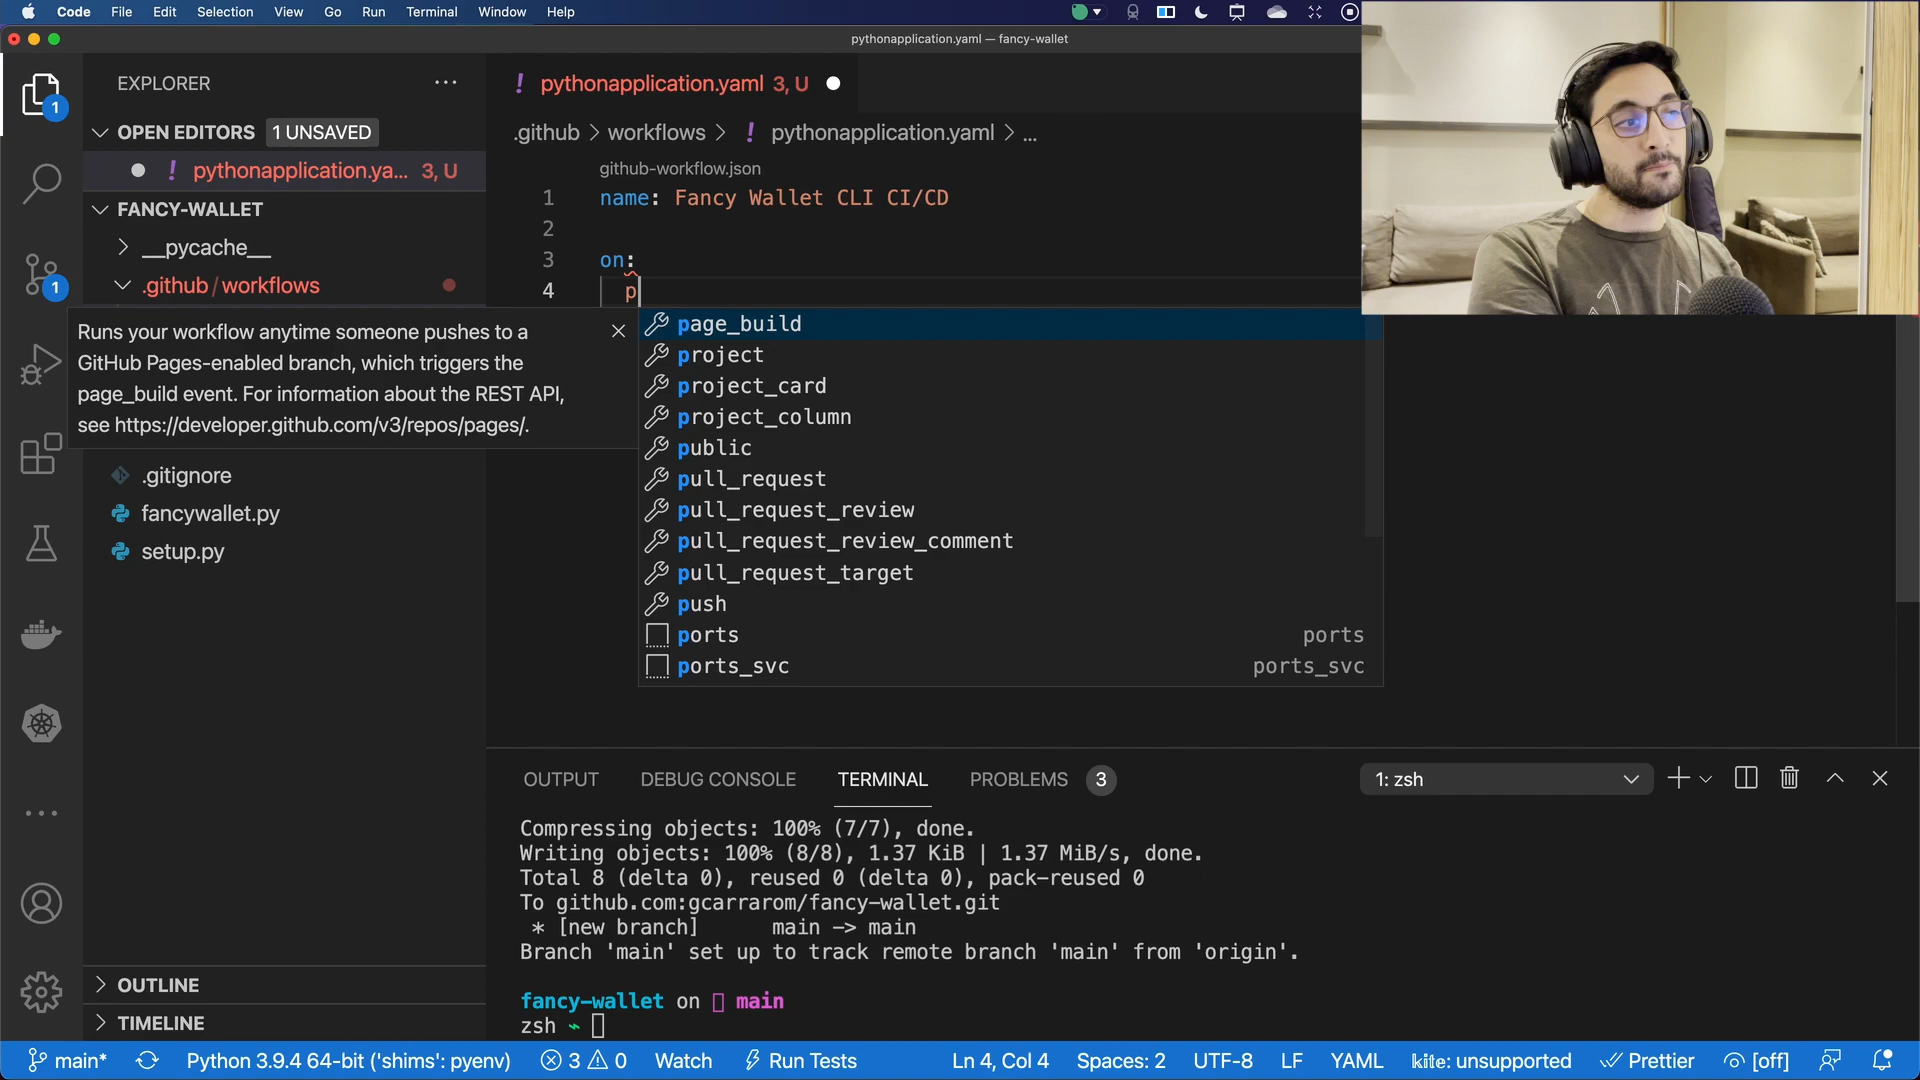 Code File Edit Selection View Go Run Terminal Window Help
pythonapplication.yaml — fancy-wallet
EXPLORER
OPEN EDITORS 1 UNSAVED
pythonapplication.ya... 3, U
FANCY-WALLET
__pycache__
.github/workflows
Runs your workflow anytime someone pushes to a
GitHub Pages-enabled branch, which triggers the
page_build event. For information about the REST API,
see https://developer.github.com/v3/repos/pages/.
.gitignore
fancywallet.py
setup.py
OUTLINE
TIMELINE
1
1
! pythonapplication.yaml 3, U
.github > workflows > ! pythonapplication.yaml > ...
github-workflow.json
1 name: Fancy Wallet CLI CI/CD
2
3 on:
4 p
page_build
project
project_card
project_column
public
pull_request
pull_request_review
pull_request_review_comment
pull_request_target
push
ports ports
ports_svc ports_svc
OUTPUT DEBUG CONSOLE TERMINAL PROBLEMS 3 1: zsh
Compressing objects: 100% (7/7), done.
Writing objects: 100% (8/8), 1.37 KiB | 1.37 MiB/s, done.
Total 8 (delta 0), reused 0 (delta 0), pack-reused 0
To github.com:gcarrarom/fancy-wallet.git
* [new branch] main -> main
Branch 'main' set up to track remote branch 'main' from 'origin'.
fancy-wallet on main
zsh
main* Python 3.9.4 64-bit ('shims': pyenv) 3 0 Watch Run Tests Ln 4, Col 4 Spaces: 2 UTF-8 LF YAML kite: unsupported Prettier [off]